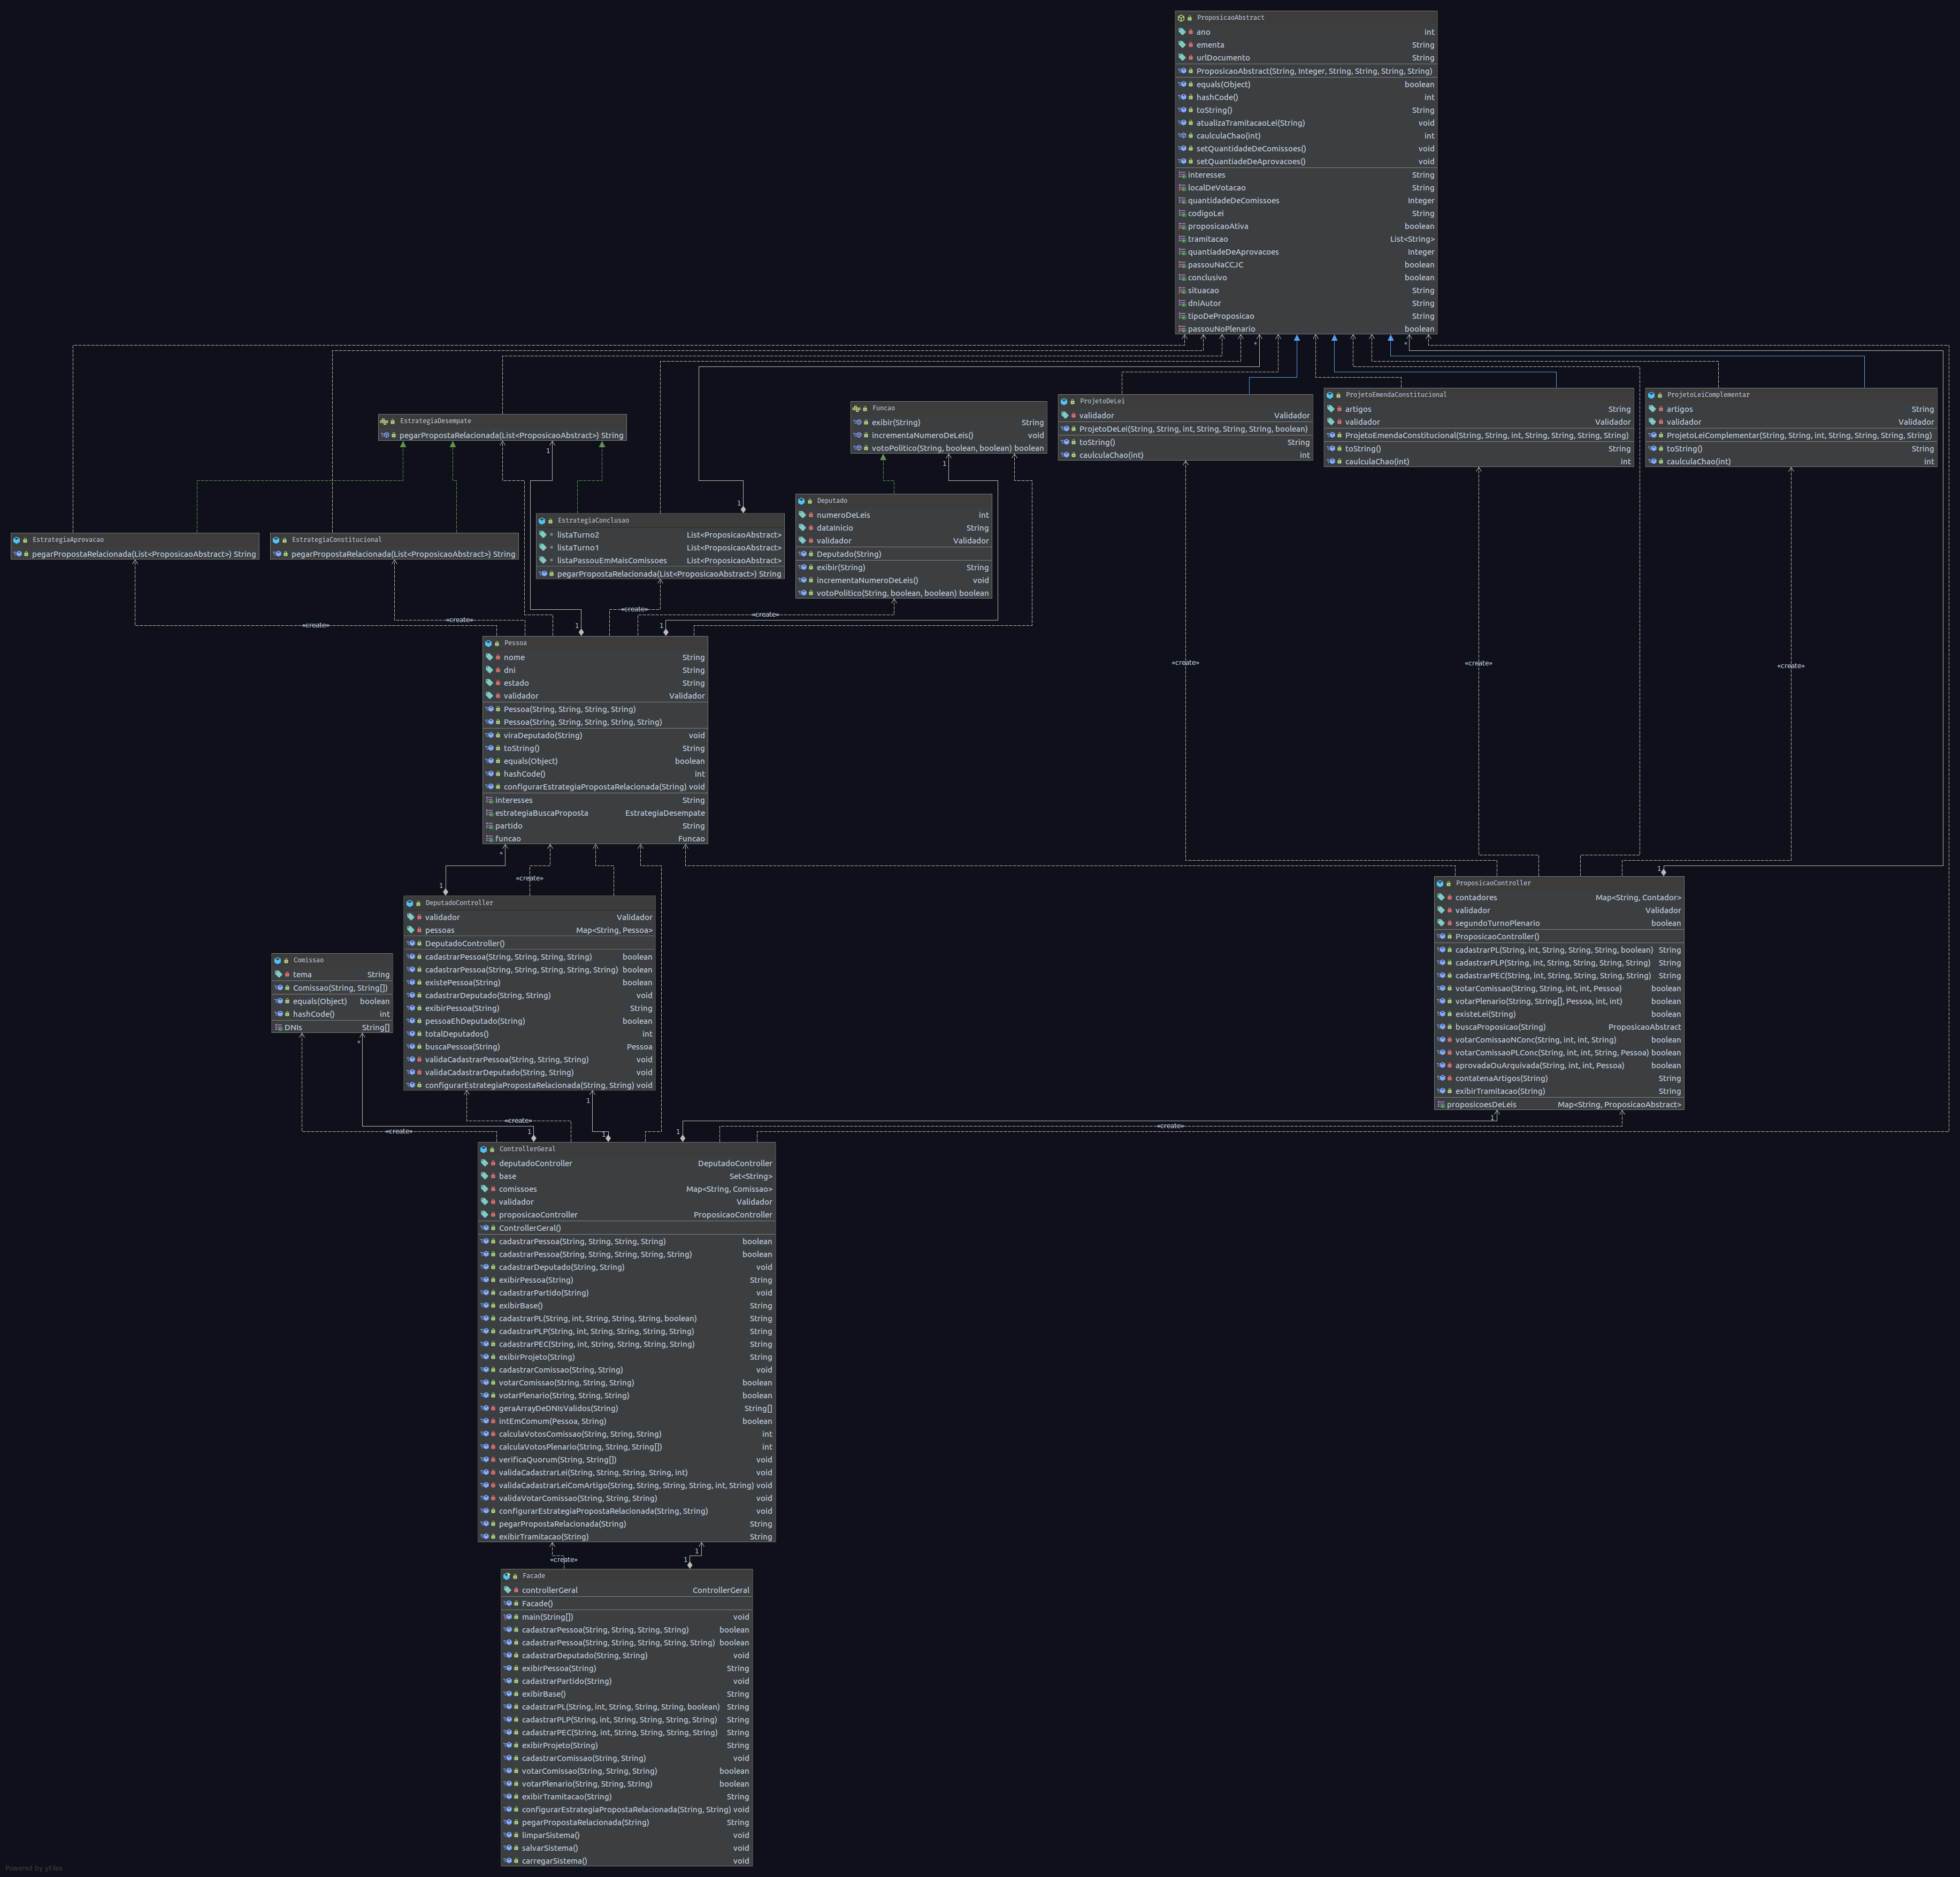 ProposicaoAbstract
ano int
ementa String
urlDocumento String
ProposicaoAbstract(String, Integer, String, String, String, String)
equals(Object) boolean
hashCode() int
toString() String
atualizaTramitacaoLei(String) void
caulculaChao(int) int
setQuantidadeDeComissoes() void
setQuantiadeDeAprovacoes() void
interesses String
localDeVotacao String
quantidadeDeComissoes Integer
codigoLei String
proposicaoAtiva boolean
tramitacao List<String>
quantiadeDeAprovacoes Integer
passouNaCCJC boolean
conclusivo boolean
situacao String
dniAutor String
tipoDeProposicao String
passouNoPlenario boolean
* *
ProjetoDeLei
validador Validador
ProjetoDeLei(String, String, int, String, String, String, boolean)
toString() String
caulculaChao(int) int
ProjetoEmendaConstitucional
artigos String
validador Validador
ProjetoEmendaConstitucional(String, String, int, String, String, String, String)
toString() String
caulculaChao(int) int
ProjetoLeiComplementar
artigos String
validador Validador
ProjetoLeiComplementar(String, String, int, String, String, String, String)
toString() String
caulculaChao(int) int
EstrategiaDesempate
pegarPropostaRelacionada(List<ProposicaoAbstract>) String
1
Funcao
exibir(String) String
incrementaNumeroDeLeis() void
votoPolitico(String, boolean, boolean) boolean
1
1
Deputado
numeroDeLeis int
dataInicio String
validador Validador
Deputado(String)
exibir(String) String
incrementaNumeroDeLeis() void
votoPolitico(String, boolean, boolean) boolean
EstrategiaConclusao
listaTurno2 List<ProposicaoAbstract>
listaTurno1 List<ProposicaoAbstract>
listaPassouEmMaisComissoes List<ProposicaoAbstract>
pegarPropostaRelacionada(List<ProposicaoAbstract>) String
EstrategiaAprovacao
pegarPropostaRelacionada(List<ProposicaoAbstract>) String
EstrategiaConstitucional
pegarPropostaRelacionada(List<ProposicaoAbstract>) String
«create»
«create»
«create»
«create»
1 1
Pessoa
nome String
dni String
estado String
validador Validador
Pessoa(String, String, String, String)
Pessoa(String, String, String, String, String)
viraDeputado(String) void
toString() String
equals(Object) boolean
hashCode() int
configurarEstrategiaPropostaRelacionada(String) void
interesses String
estrategiaBuscaProposta EstrategiaDesempate
partido String
funcao Funcao
«create»
«create»
«create»
*
«create»
1
1
DeputadoController
validador Validador
pessoas Map<String, Pessoa>
DeputadoController()
cadastrarPessoa(String, String, String, String) boolean
cadastrarPessoa(String, String, String, String, String) boolean
existePessoa(String) boolean
cadastrarDeputado(String, String) void
exibirPessoa(String) String
pessoaEhDeputado(String) boolean
totalDeputados() int
buscaPessoa(String) Pessoa
validaCadastrarPessoa(String, String, String) void
validaCadastrarDeputado(String, String) void
configurarEstrategiaPropostaRelacionada(String, String) void
ProposicaoController
contadores Map<String, Contador>
validador Validador
segundoTurnoPlenario boolean
ProposicaoController()
cadastrarPL(String, int, String, String, String, boolean) String
cadastrarPLP(String, int, String, String, String, String) String
cadastrarPEC(String, int, String, String, String, String) String
votarComissao(String, String, int, int, Pessoa) boolean
votarPlenario(String, String[], Pessoa, int, int) boolean
existeLei(String) boolean
buscaProposicao(String) ProposicaoAbstract
votarComissaoNConc(String, int, int, String) boolean
votarComissaoPLConc(String, int, int, String, Pessoa) boolean
aprovadaOuArquivada(String, int, int, Pessoa) boolean
contatenaArtigos(String) String
exibirTramitacao(String) String
proposicoesDeLeis Map<String, ProposicaoAbstract>
Comissao
tema String
Comissao(String, String[])
equals(Object) boolean
hashCode() int
DNIs String[]
*
1
1
«create»
«create»
«create»
1 1 1
ControllerGeral
deputadoController DeputadoController
base Set<String>
comissoes Map<String, Comissao>
validador Validador
proposicaoController ProposicaoController
ControllerGeral()
cadastrarPessoa(String, String, String, String) boolean
cadastrarPessoa(String, String, String, String, String) boolean
cadastrarDeputado(String, String) void
exibirPessoa(String) String
cadastrarPartido(String) void
exibirBase() String
cadastrarPL(String, int, String, String, String, boolean) String
cadastrarPLP(String, int, String, String, String, String) String
cadastrarPEC(String, int, String, String, String, String) String
exibirProjeto(String) String
cadastrarComissao(String, String) void
votarComissao(String, String, String) boolean
votarPlenario(String, String, String) boolean
geraArrayDeDNIsValidos(String) String[]
intEmComum(Pessoa, String) boolean
calculaVotosComissao(String, String, String) int
calculaVotosPlenario(String, String, String[]) int
verificaQuorum(String, String[]) void
validaCadastrarLei(String, String, String, String, int) void
validaCadastrarLeiComArtigo(String, String, String, String, int, String) void
validaVotarComissao(String, String, String) void
configurarEstrategiaPropostaRelacionada(String, String) void
pegarPropostaRelacionada(String) String
exibirTramitacao(String) String
1
«create»
1
Facade
controllerGeral ControllerGeral
Facade()
main(String[]) void
cadastrarPessoa(String, String, String, String) boolean
cadastrarPessoa(String, String, String, String, String) boolean
cadastrarDeputado(String, String) void
exibirPessoa(String) String
cadastrarPartido(String) void
exibirBase() String
cadastrarPL(String, int, String, String, String, boolean) String
cadastrarPLP(String, int, String, String, String, String) String
cadastrarPEC(String, int, String, String, String, String) String
exibirProjeto(String) String
cadastrarComissao(String, String) void
votarComissao(String, String, String) boolean
votarPlenario(String, String, String) boolean
exibirTramitacao(String) String
configurarEstrategiaPropostaRelacionada(String, String) void
pegarPropostaRelacionada(String) String
limparSistema() void
salvarSistema() void
carregarSistema() void
Powered by yFiles